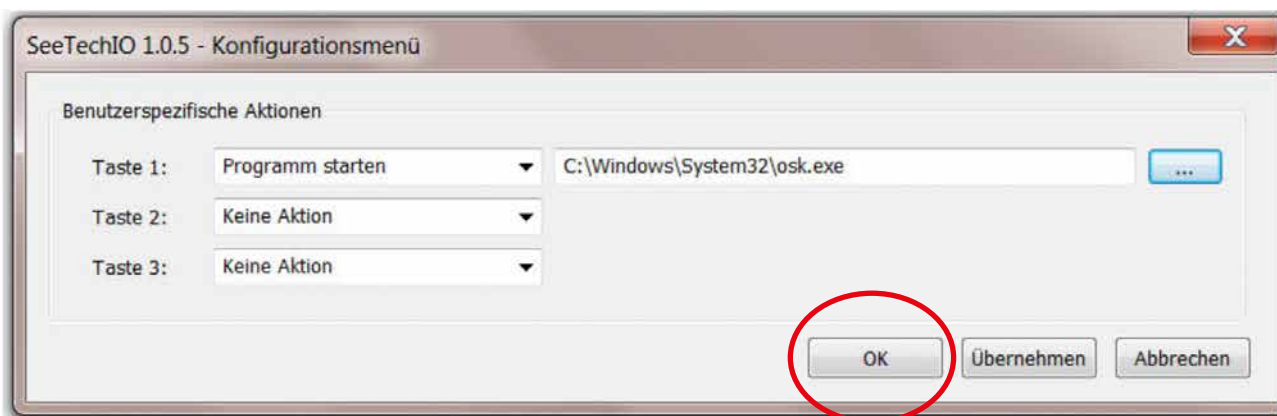 SeeTechIO 1.0.5 - Konfigurationsmenü
X
Benutzerspezifische Aktionen
Taste 1: Programm starten C:\Windows\System32\osk.exe ...
Taste 2: Keine Aktion
Taste 3: Keine Aktion
OK Übernehmen Abbrechen